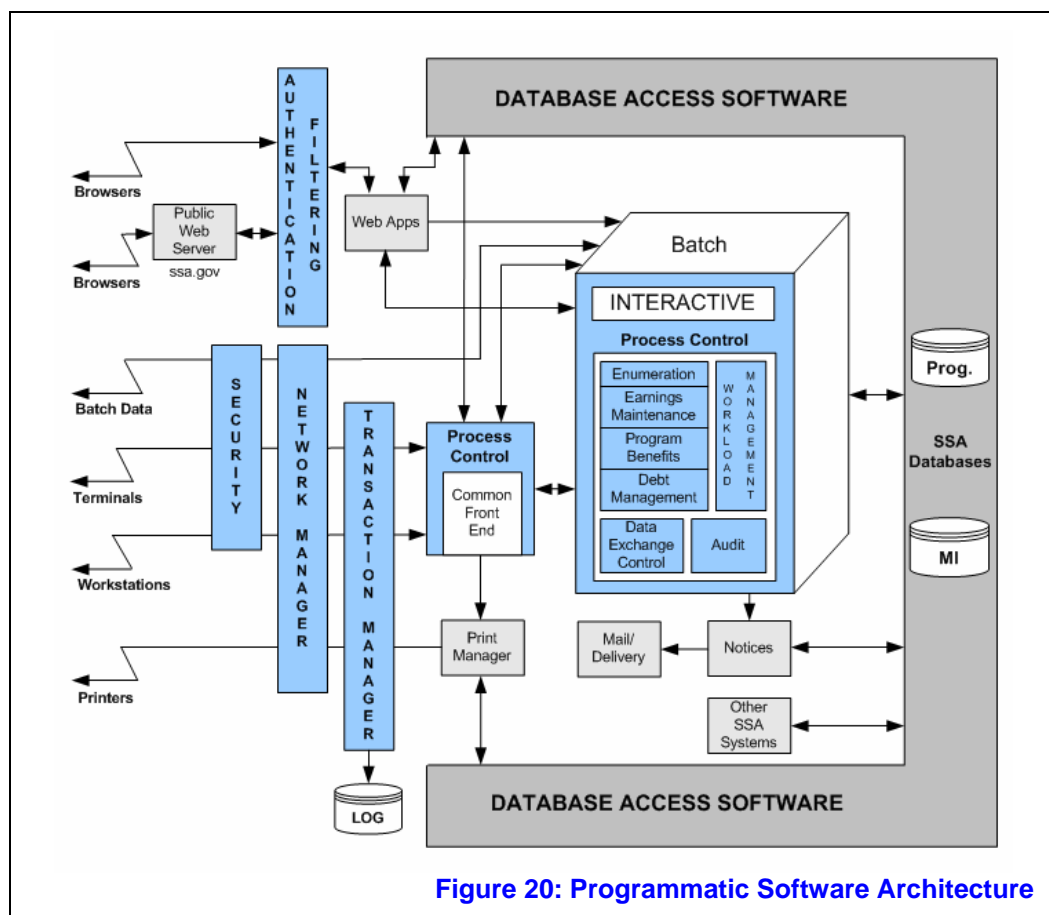 DATABASE ACCESS SOFTWARE
AUTHENTICATION
FILTERING
Browsers
Public
Web
Server
ssa.gov
Browsers
Web Apps
Batch
INTERACTIVE
Process Control
Enumeration
Earnings
Maintenance
Program
Benefits
Debt
Management
WORKLOAD
MANAGEMENT
Data
Exchange
Control
Audit
Prog.
SSA
Databases
MI
Batch Data
SECURITY
NETWORK MANAGER
TRANSACTION MANAGER
Process
Control
Common
Front
End
Terminals
Workstations
Print
Manager
Mail/
Delivery
Notices
Printers
Other
SSA
Systems
LOG
DATABASE ACCESS SOFTWARE
Figure 20: Programmatic Software Architecture